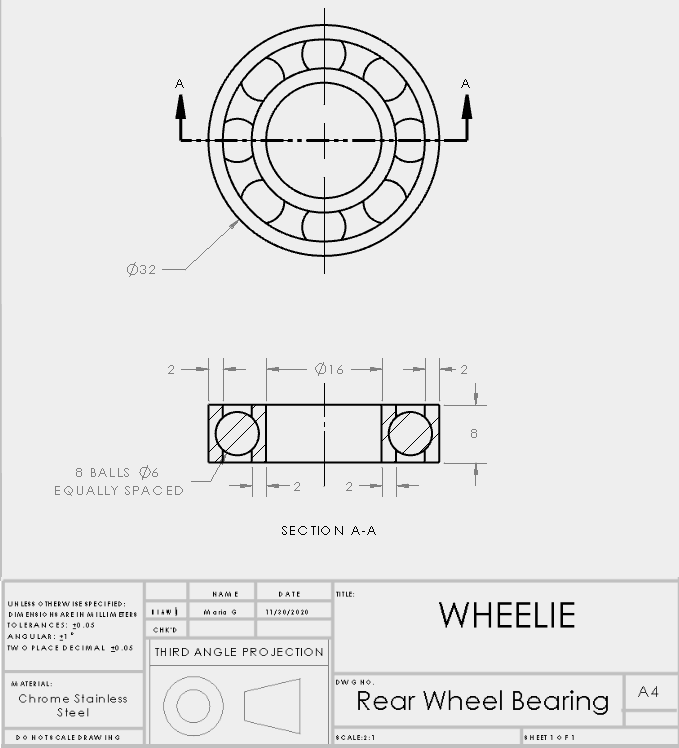 A
A
Ø32
2
Ø16
2
8
8 BALLS Ø6
EQUALLY SPACED
2
2
SECTION A-A
UNLESS OTHERWISE SPECIFIED:
DIMENSIONS ARE IN MILLIMETERS
TOLERANCES: ±0.05
ANGULAR: ±1°
TWO PLACE DECIMAL ±0.05
MATERIAL:
Chrome Stainless
Steel
DO NOT SCALE DRAWING
NAME
DATE
Maria G
11/20/2020
CHK'D
THIRD ANGLE PROJECTION
TITLE:
WHEELIE
DWG NO.
Rear Wheel Bearing
A4
SCALE:2:1
SHEET 1 OF 1